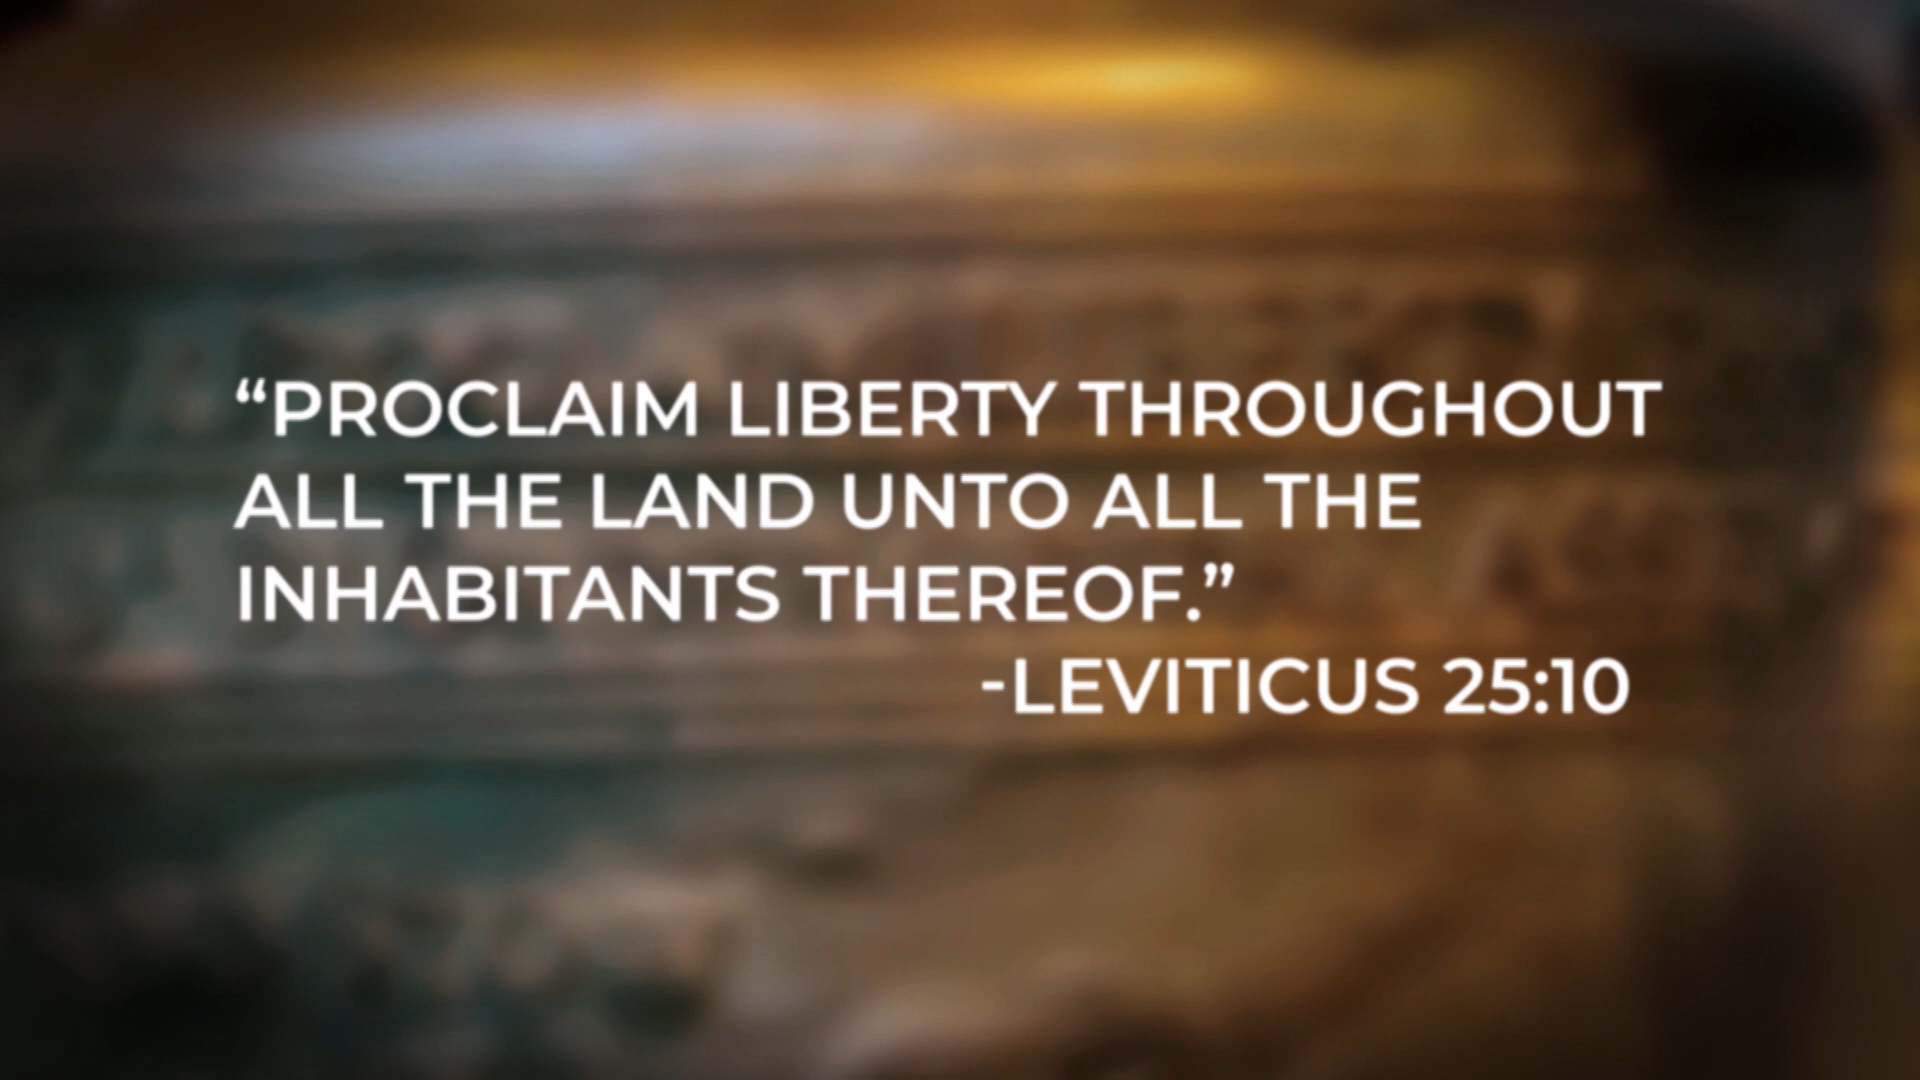 “PROCLAIM LIBERTY THROUGHOUT
ALL THE LAND UNTO ALL THE
INHABITANTS THEREOF.”
-LEVITICUS 25:10